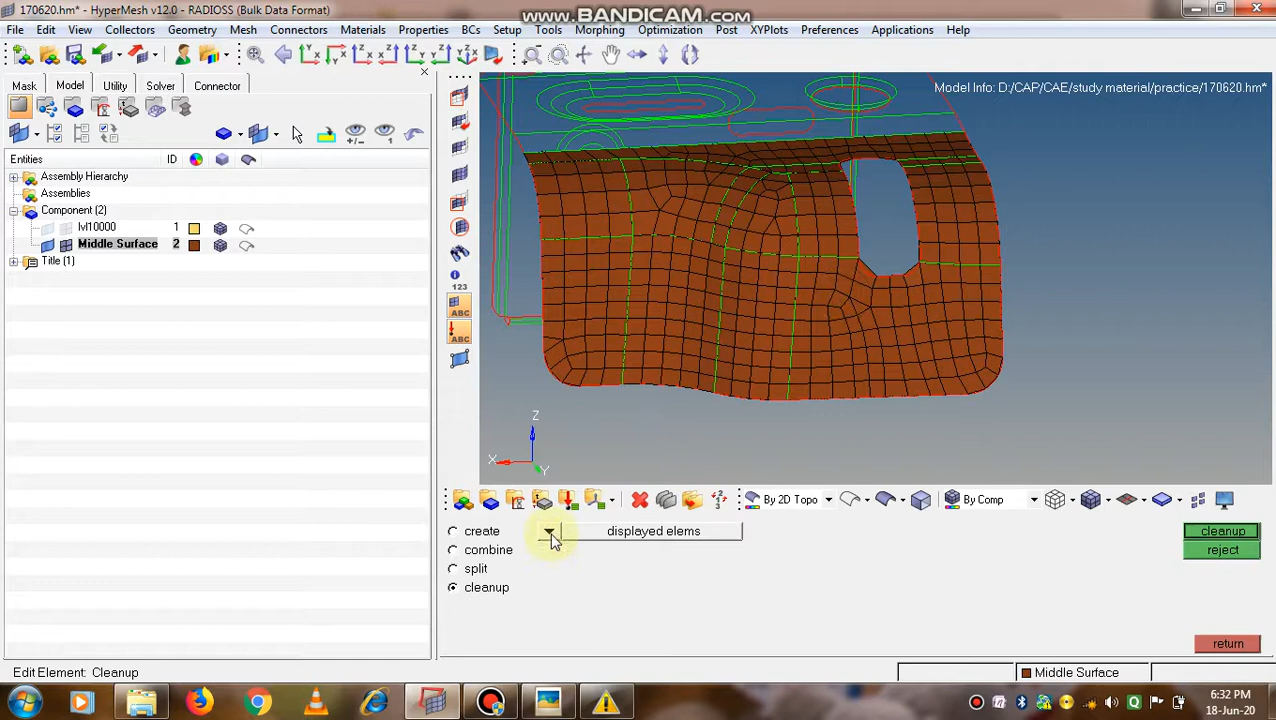 170620.hm* - HyperMesh v12.0 - RADIOSS (Bulk Data Format)
www.BANDICAM.com
File Edit View Collectors Geometry Mesh Connectors Materials Properties BCs Setup Tools Morphing Optimization Post XYPlots Preferences Applications Help
Mask Model Utility Solver Connector
Model Info: D:/CAP/CAE/study material/practice/170620.hm*
1
Entities ID
Assembly Hierarchy
Assemblies
Component (2)
lvl10000 1
Middle Surface 2
Title (1)
123
ABC
ABC
Z
X
Y
By 2D Topo
By Comp
create
displayed elems
cleanup
combine
reject
split
cleanup
return
Edit Element: Cleanup
Middle Surface
6:32 PM
18-Jun-20